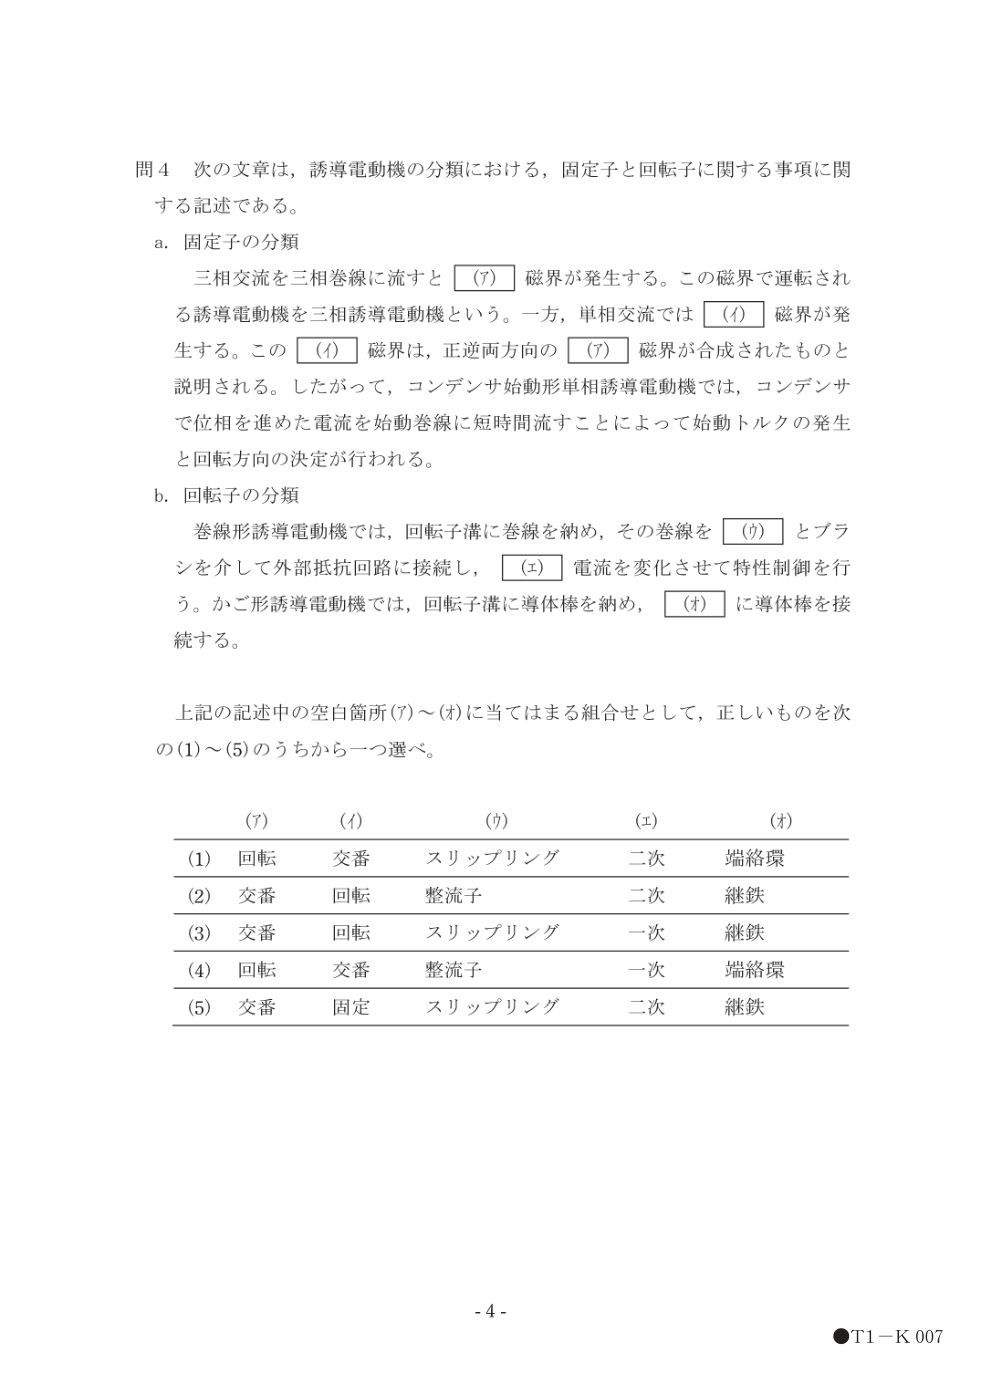 問４　次の文章は，誘導電動機の分類における，固定子と回転子に関する事項に関
する記述である。
a．固定子の分類
三相交流を三相巻線に流すと (ｱ) 磁界が発生する。この磁界で運転され
る誘導電動機を三相誘導電動機という。一方，単相交流では (ｲ) 磁界が発
生する。この (ｲ) 磁界は，正逆両方向の (ｱ) 磁界が合成されたものと
説明される。したがって，コンデンサ始動形単相誘導電動機では，コンデンサ
で位相を進めた電流を始動巻線に短時間流すことによって始動トルクの発生
と回転方向の決定が行われる。
b．回転子の分類
巻線形誘導電動機では，回転子溝に巻線を納め，その巻線を (ｳ) とブラ
シを介して外部抵抗回路に接続し， (ｴ) 電流を変化させて特性制御を行
う。かご形誘導電動機では，回転子溝に導体棒を納め， (ｵ) に導体棒を接
続する。
上記の記述中の空白箇所(ｱ)～(ｵ)に当てはまる組合せとして，正しいものを次
の(1)～(5)のうちから一つ選べ。
(ｱ) (ｲ) (ｳ) (ｴ) (ｵ)
(1) 回転 交番 スリップリング 二次 端絡環
(2) 交番 回転 整流子 二次 継鉄
(3) 交番 回転 スリップリング 一次 継鉄
(4) 回転 交番 整流子 一次 端絡環
(5) 交番 固定 スリップリング 二次 継鉄
- 4 -
●T1－K 007